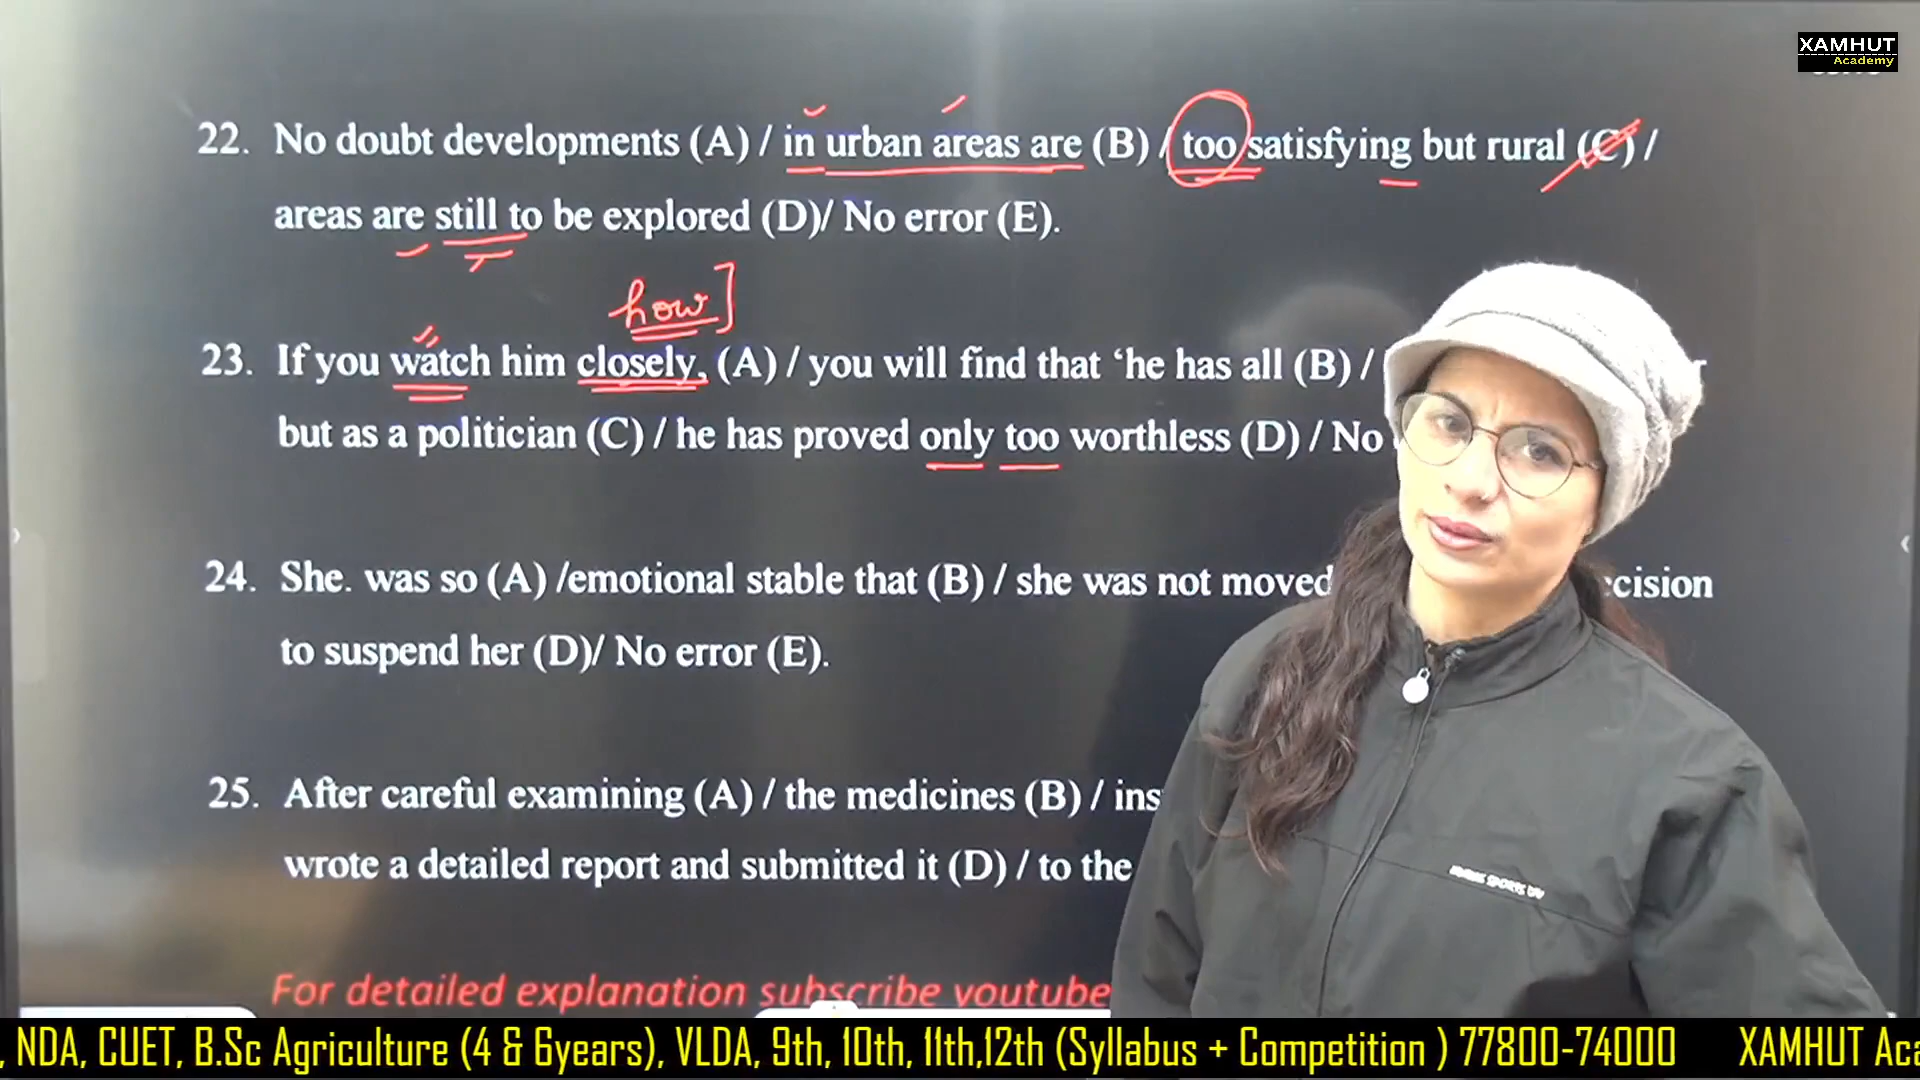 XAMHUT
Academy
22. No doubt developments (A) / in urban areas are (B) / too satisfying but rural (C) /
areas are still to be explored (D)/ No error (E).
how]
23. If you watch him closely, (A) / you will find that ‘he has all (B) /
but as a politician (C) / he has proved only too worthless (D) / No
24. She. was so (A) /emotional stable that (B) / she was not moved
to suspend her (D)/ No error (E).
25. After careful examining (A) / the medicines (B) /
wrote a detailed report and submitted it (D) / to the
For detailed explanation subscribe youtube
, NDA, CUET, B.Sc Agriculture (4 & 6years), VLDA, 9th, 10th, 11th,12th (Syllabus + Competition ) 77800-74000 XAMHUT